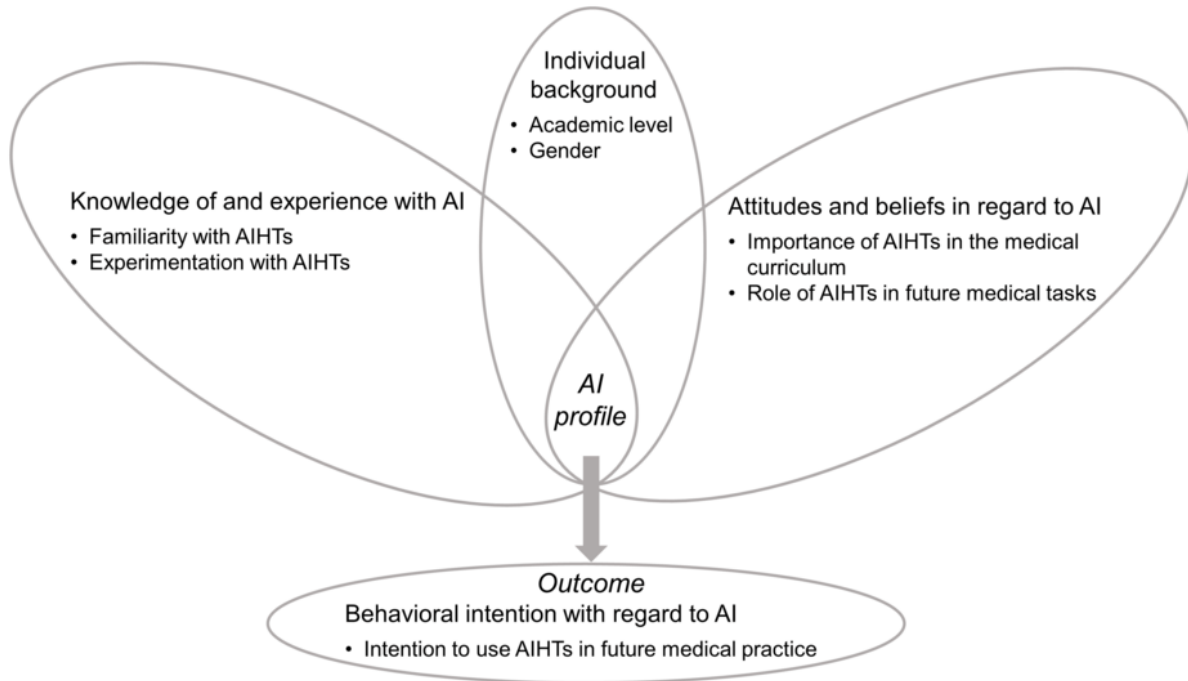 Individual
background
• Academic level
• Gender
Knowledge of and experience with AI
• Familiarity with AIHTs
• Experimentation with AIHTs
Attitudes and beliefs in regard to AI
• Importance of AIHTs in the medical
curriculum
• Role of AIHTs in future medical tasks
AI
profile
Outcome
Behavioral intention with regard to AI
• Intention to use AIHTs in future medical practice